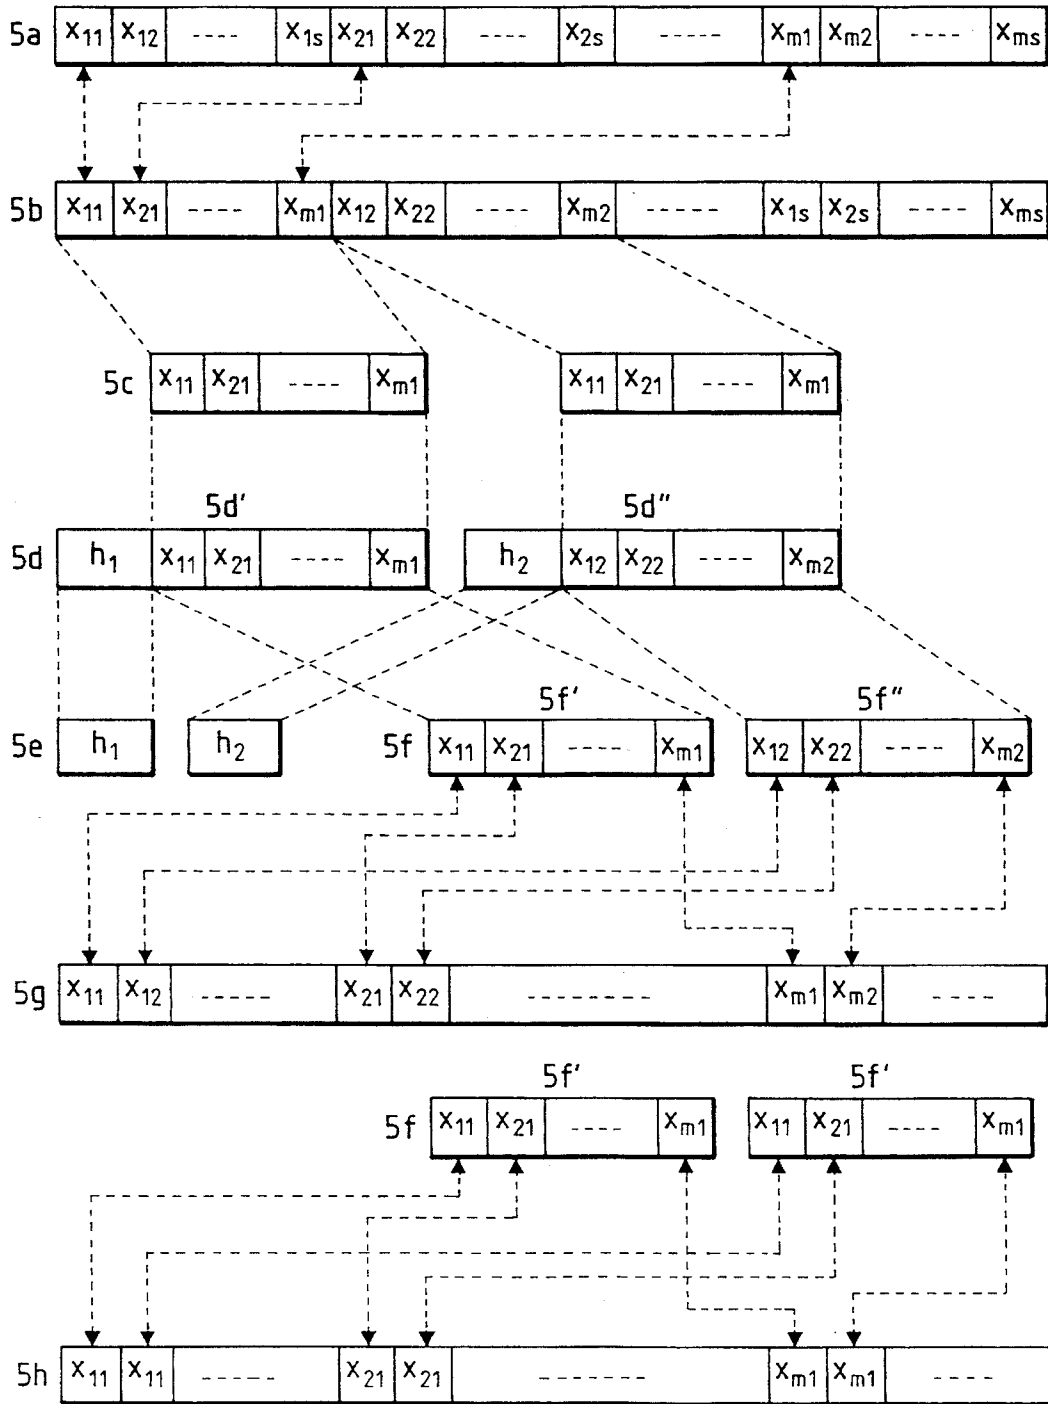 5a x11 x12 ---- x1s x21 x22 ---- x2s ----- xm1 xm2 ---- xms
5b x11 x21 ---- xm1 x12 x22 ---- xm2 ----- x1s x2s ---- xms
5c x11 x21 ---- xm1 x11 x21 ---- xm1
5d' 5d"
5d h1 x11 x21 ---- xm1 h2 x12 x22 ---- xm2
5f' 5f"
5e h1 h2 5f x11 x21 ---- xm1 x12 x22 ---- xm2
5g x11 x12 ----- x21 x22 -------- xm1 xm2 ----
5f' 5f'
5f x11 x21 ---- xm1 x11 x21 ---- xm1
5h x11 x11 ----- x21 x21 ------- xm1 xm1 ----